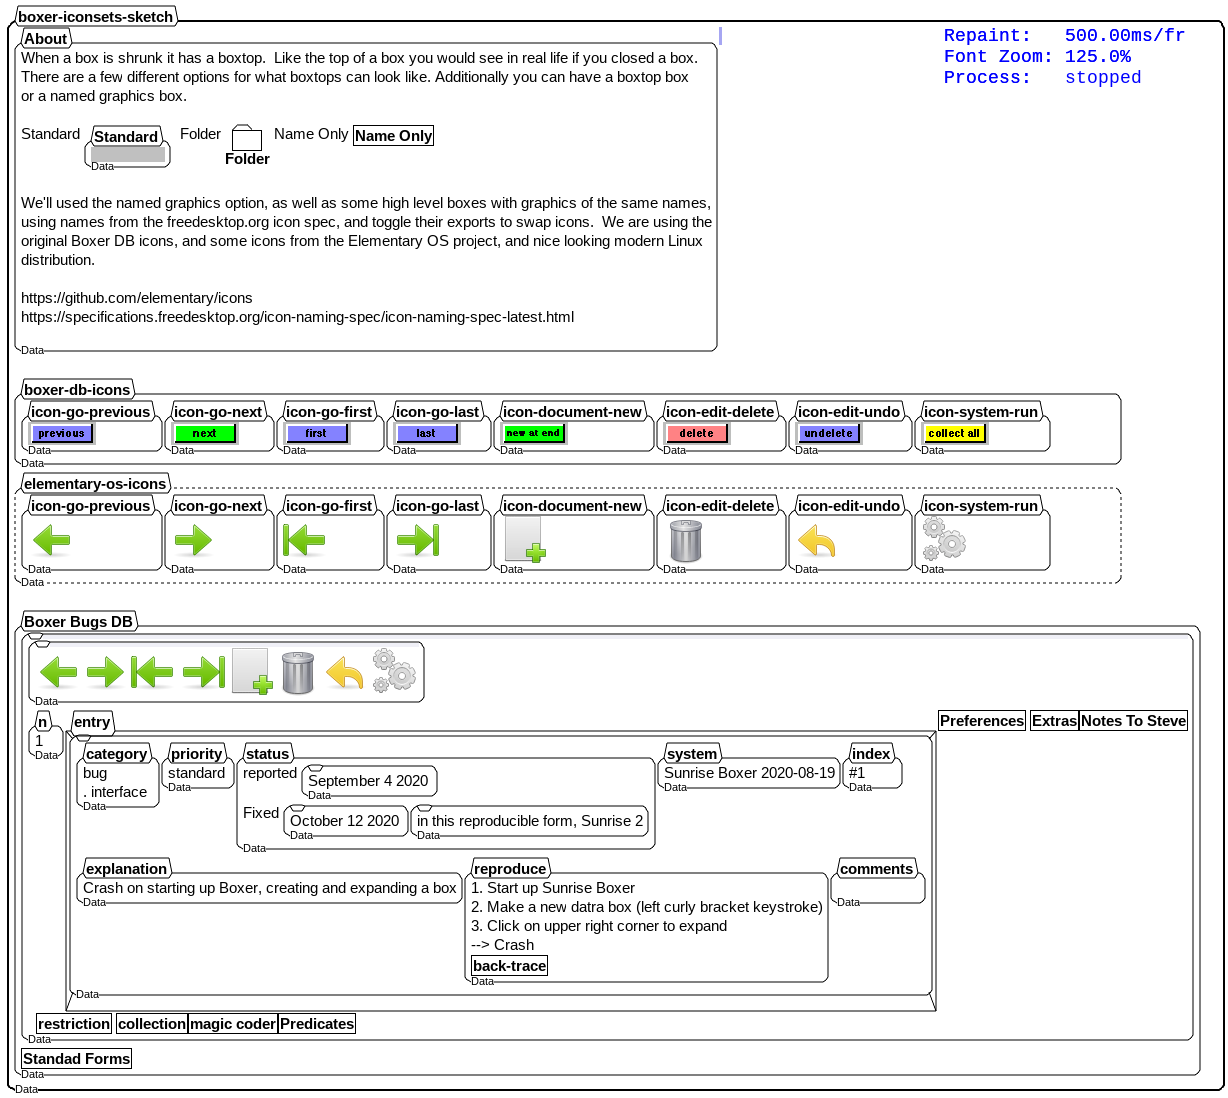 boxer-iconsets-sketch
About
When a box is shrunk it has a boxtop.  Like the top of a box you would see in real life if you closed a box.
There are a few different options for what boxtops can look like. Additionally you can have a boxtop box
or a named graphics box.
Standard Standard Data Folder Folder Name Only Name Only
We'll used the named graphics option, as well as some high level boxes with graphics of the same names,
using names from the freedesktop.org icon spec, and toggle their exports to swap icons.  We are using the
original Boxer DB icons, and some icons from the Elementary OS project, and nice looking modern Linux
distribution.
https://github.com/elementary/icons
https://specifications.freedesktop.org/icon-naming-spec/icon-naming-spec-latest.html
Data
Repaint:   500.00ms/fr
Font Zoom: 125.0%
Process:   stopped
boxer-db-icons
icon-go-previous icon-go-next icon-go-first icon-go-last icon-document-new icon-edit-delete icon-edit-undo icon-system-run
previous next first last new at end delete undelete collect all
Data Data Data Data Data Data Data Data
Data
elementary-os-icons
icon-go-previous icon-go-next icon-go-first icon-go-last icon-document-new icon-edit-delete icon-edit-undo icon-system-run
Data Data Data Data Data Data Data Data
Data
Boxer Bugs DB
Data
n entry Preferences Extras Notes To Steve
1
Data
category priority status system index
bug standard reported September 4 2020 Sunrise Boxer 2020-08-19 #1
. interface Data Data Data Data
Data
Fixed October 12 2020 in this reproducible form, Sunrise 2
Data Data
Data
explanation reproduce comments
Crash on starting up Boxer, creating and expanding a box 1. Start up Sunrise Boxer
Data Data
2. Make a new datra box (left curly bracket keystroke)
3. Click on upper right corner to expand
--> Crash
back-trace
Data
Data
restriction collection magic coder Predicates
Data
Standad Forms
Data
Data